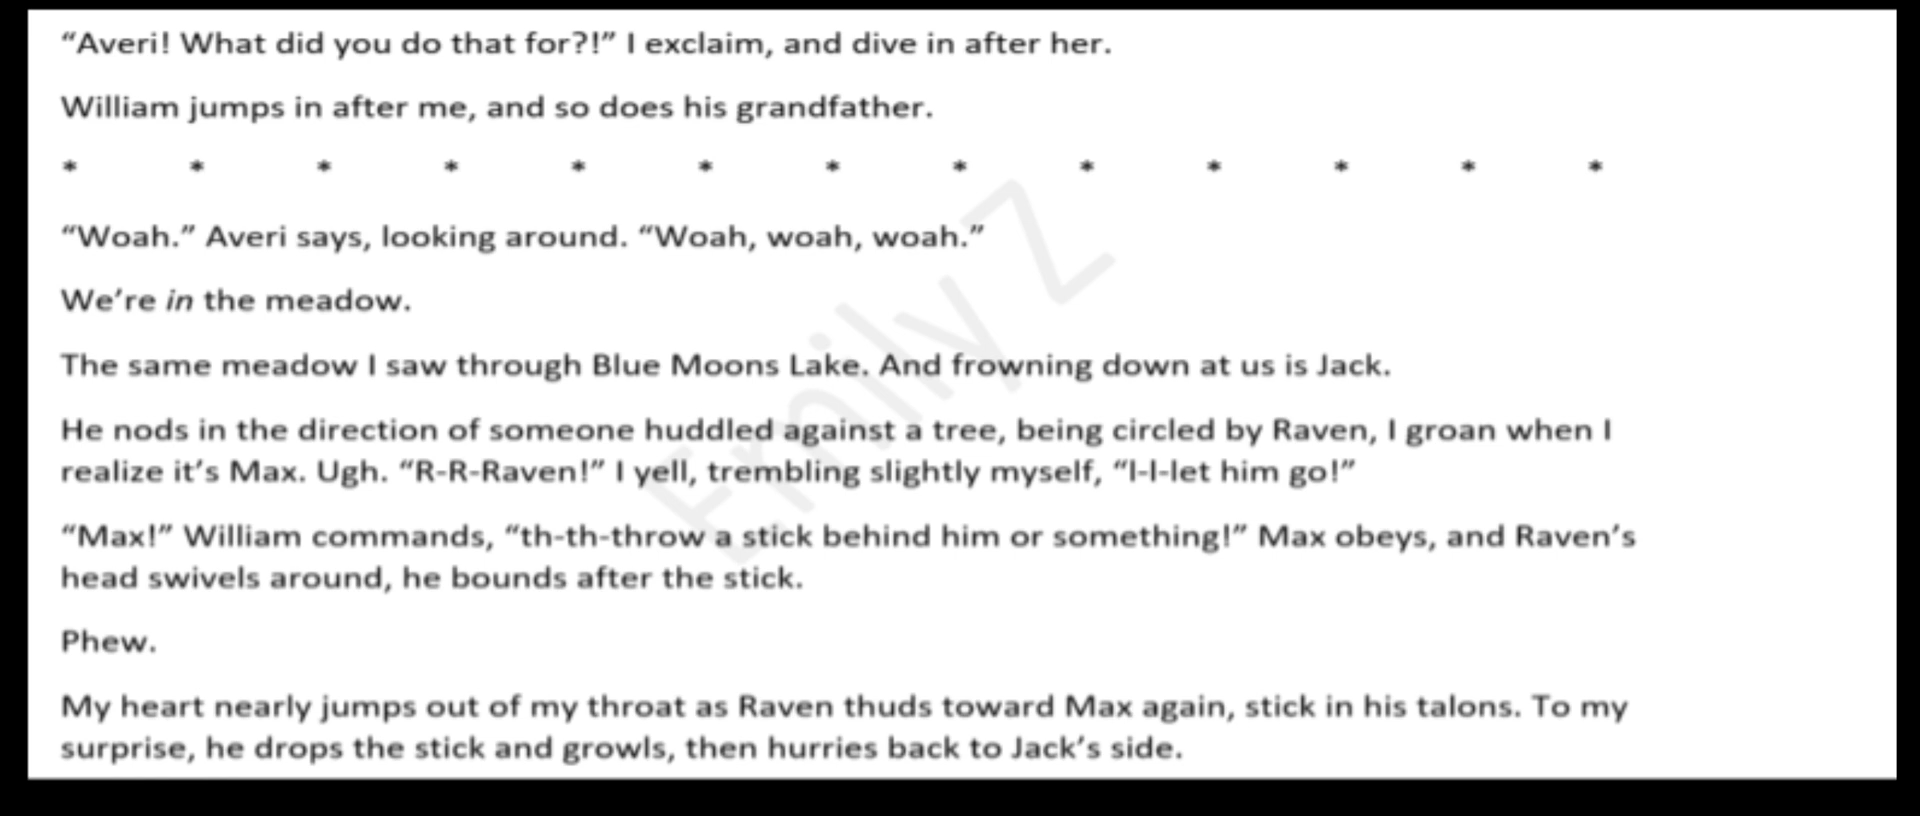 “Averi! What did you do that for?!” I exclaim, and dive in after her.
William jumps in after me, and so does his grandfather.
* * * * * * * * * * * * *
“Woah.” Averi says, looking around. “Woah, woah, woah.”
We’re in the meadow.
The same meadow I saw through Blue Moons Lake. And frowning down at us is Jack.
He nods in the direction of someone huddled against a tree, being circled by Raven, I groan when I
realize it’s Max. Ugh. “R-R-Raven!” I yell, trembling slightly myself, “l-l-let him go!”
“Max!” William commands, “th-th-throw a stick behind him or something!” Max obeys, and Raven’s
head swivels around, he bounds after the stick.
Phew.
My heart nearly jumps out of my throat as Raven thuds toward Max again, stick in his talons. To my
surprise, he drops the stick and growls, then hurries back to Jack’s side.
Emily Z